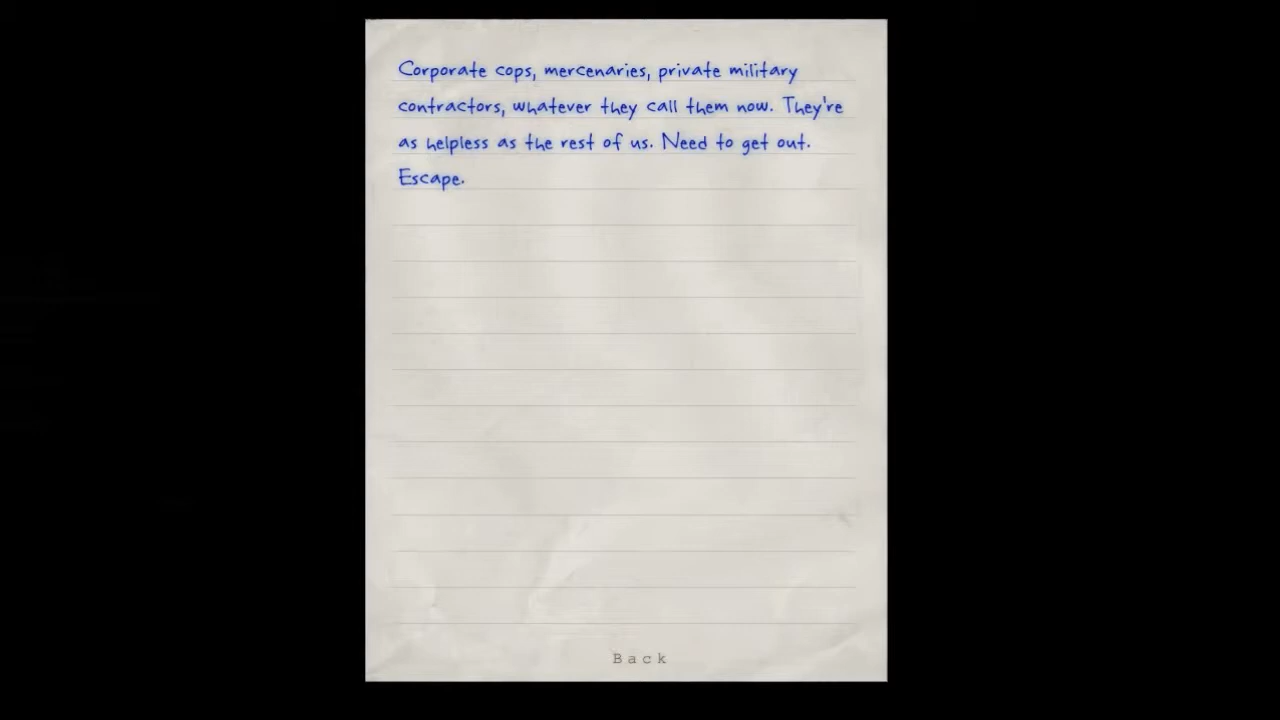 Corporate cops, mercenaries, private military
contractors, whatever they call them now. They're
as helpless as the rest of us. Need to get out.
Escape.
Back